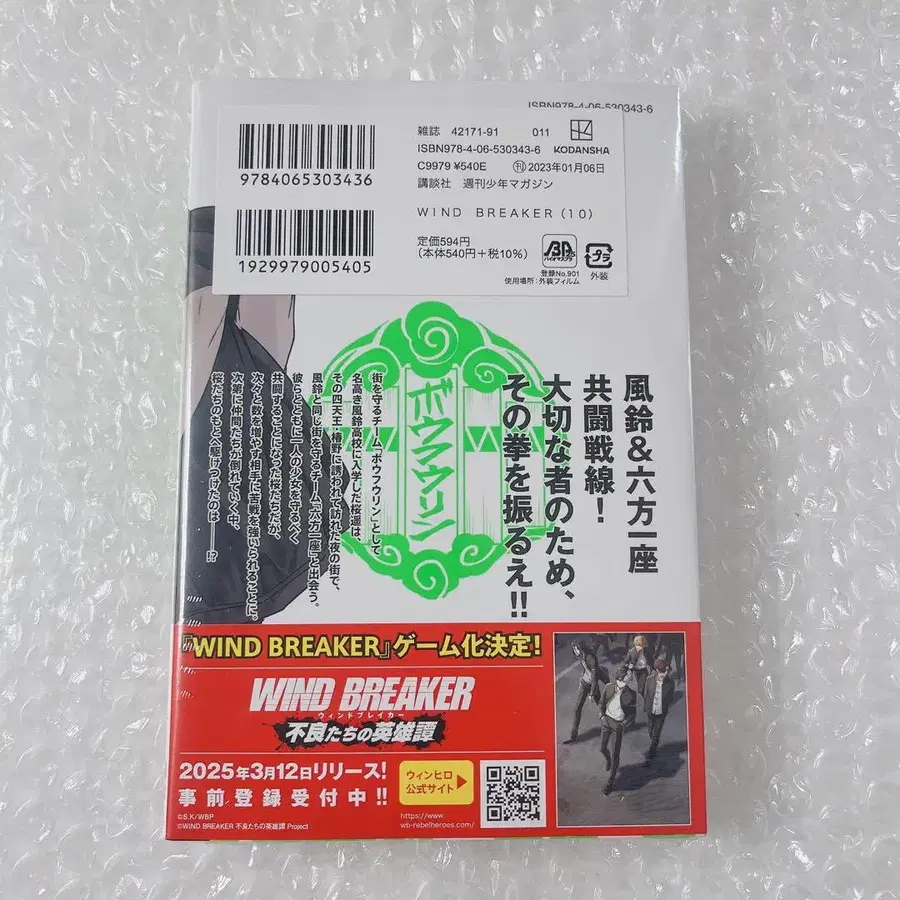 ISBN978-4-06-530343-6
9784065303436
1929979005405
雑誌 42171-91 011
ISBN978-4-06-530343-6
C9979 ¥540E ㊞2023年01月06日
講談社 週刊少年マガジン
WIND BREAKER(10)
定価594円
(本体540円+税10%)
KODANSHA
バイオマスプラ
登録No.901
使用場所:外装フィルム
プラ
外装
風鈴&六方一座
共闘戦線!
大切な者のため、
その拳を振るえ!!
ボウフウリン
街を守るチーム「ボウフウリン」として
名高き風鈴高校に入学した桜遥は、
その四天王・椿野に誘われて訪れた夜の街で、
風鈴と同じ街を守るチーム「六方一座」と出会う。
彼らとともに一人の少女を守るべく
共闘することになった桜たちだが、
次々と数を増やす相手に苦戦を強いられることに。
次第に仲間たちが倒れていく中、
桜たちのもとへ駆けつけたのは――!?
『WIND BREAKER』ゲーム化決定!
WIND BREAKER
ウィンドブレイカー
不良たちの英雄譚
2025年3月12日リリース!
事前登録受付中!!
ウィンヒロ
公式サイト
https://www
wb-rebelheroes.com/
©S.K/WBP
©WIND BREAKER 不良たちの英雄譚 Project